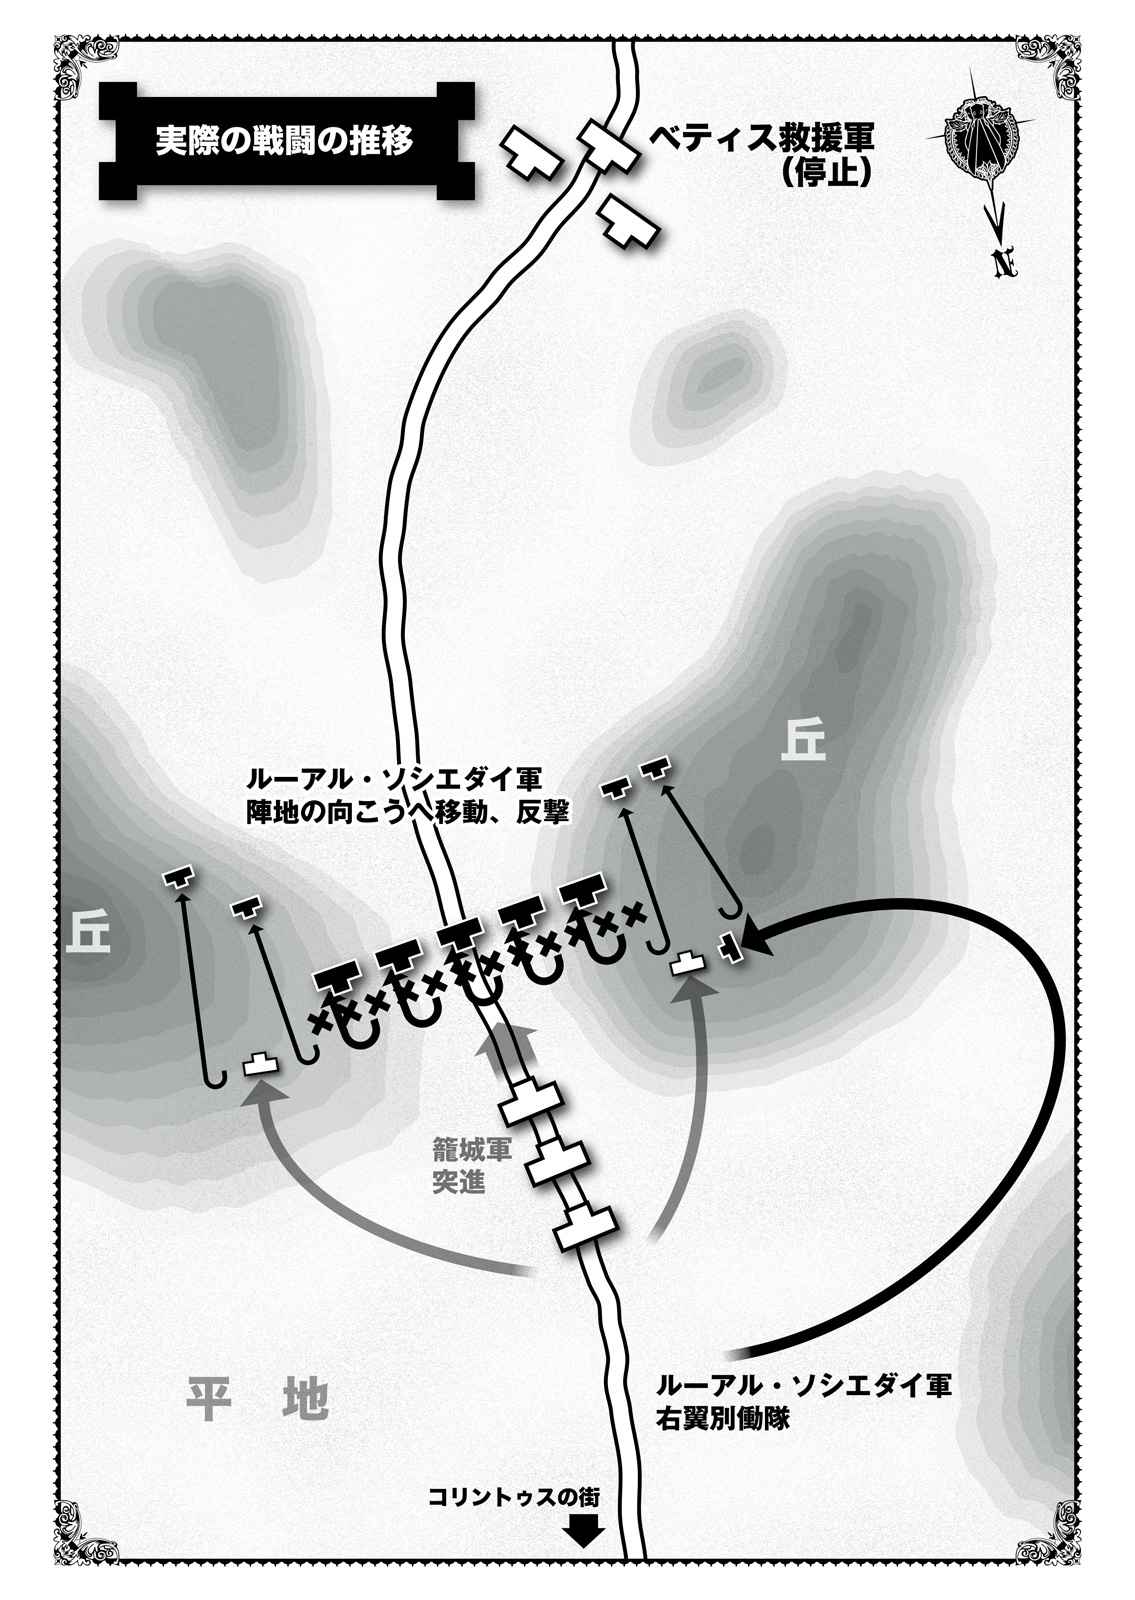 実際の戦闘の推移
ベティス救援軍
(停止)
N
丘
ルーアル・ソシエダイ軍
陣地の向こうへ移動、反撃
丘
籠城軍
突進
ルーアル・ソシエダイ軍
右翼別働隊
平 地
コリントゥスの街